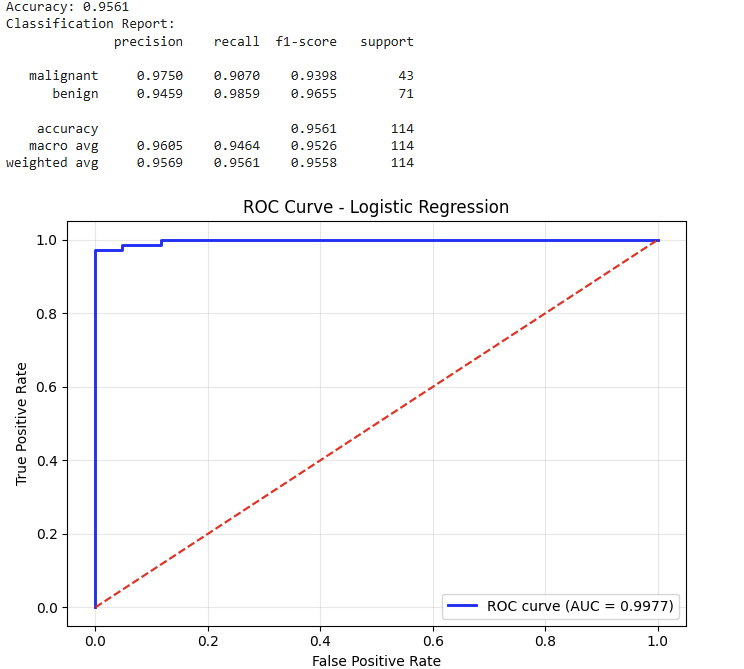 Accuracy: 0.9561
Classification Report:
precision recall f1-score support
malignant 0.9750 0.9070 0.9398 43
benign 0.9459 0.9859 0.9655 71
accuracy 0.9561 114
macro avg 0.9605 0.9464 0.9526 114
weighted avg 0.9569 0.9561 0.9558 114
ROC Curve - Logistic Regression
1.0
0.8
0.6
0.4
0.2
0.0
True Positive Rate
ROC curve (AUC = 0.9977)
0.0 0.2 0.4 0.6 0.8 1.0
False Positive Rate